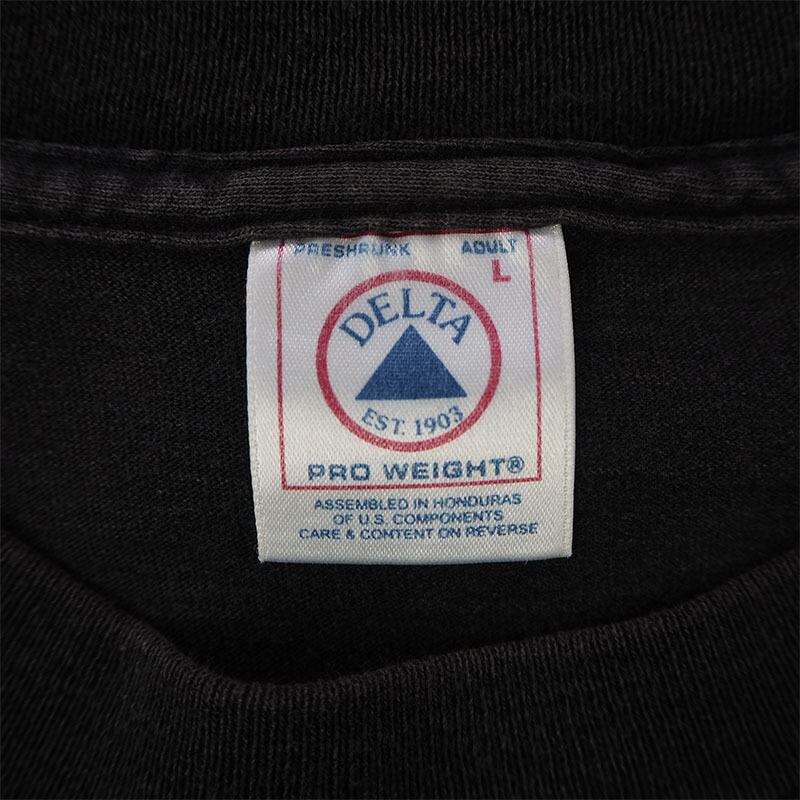 PRESHRUNK ADULT
L
DELTA
EST. 1903
PRO WEIGHT®
ASSEMBLED IN HONDURAS
OF U.S. COMPONENTS
CARE & CONTENT ON REVERSE